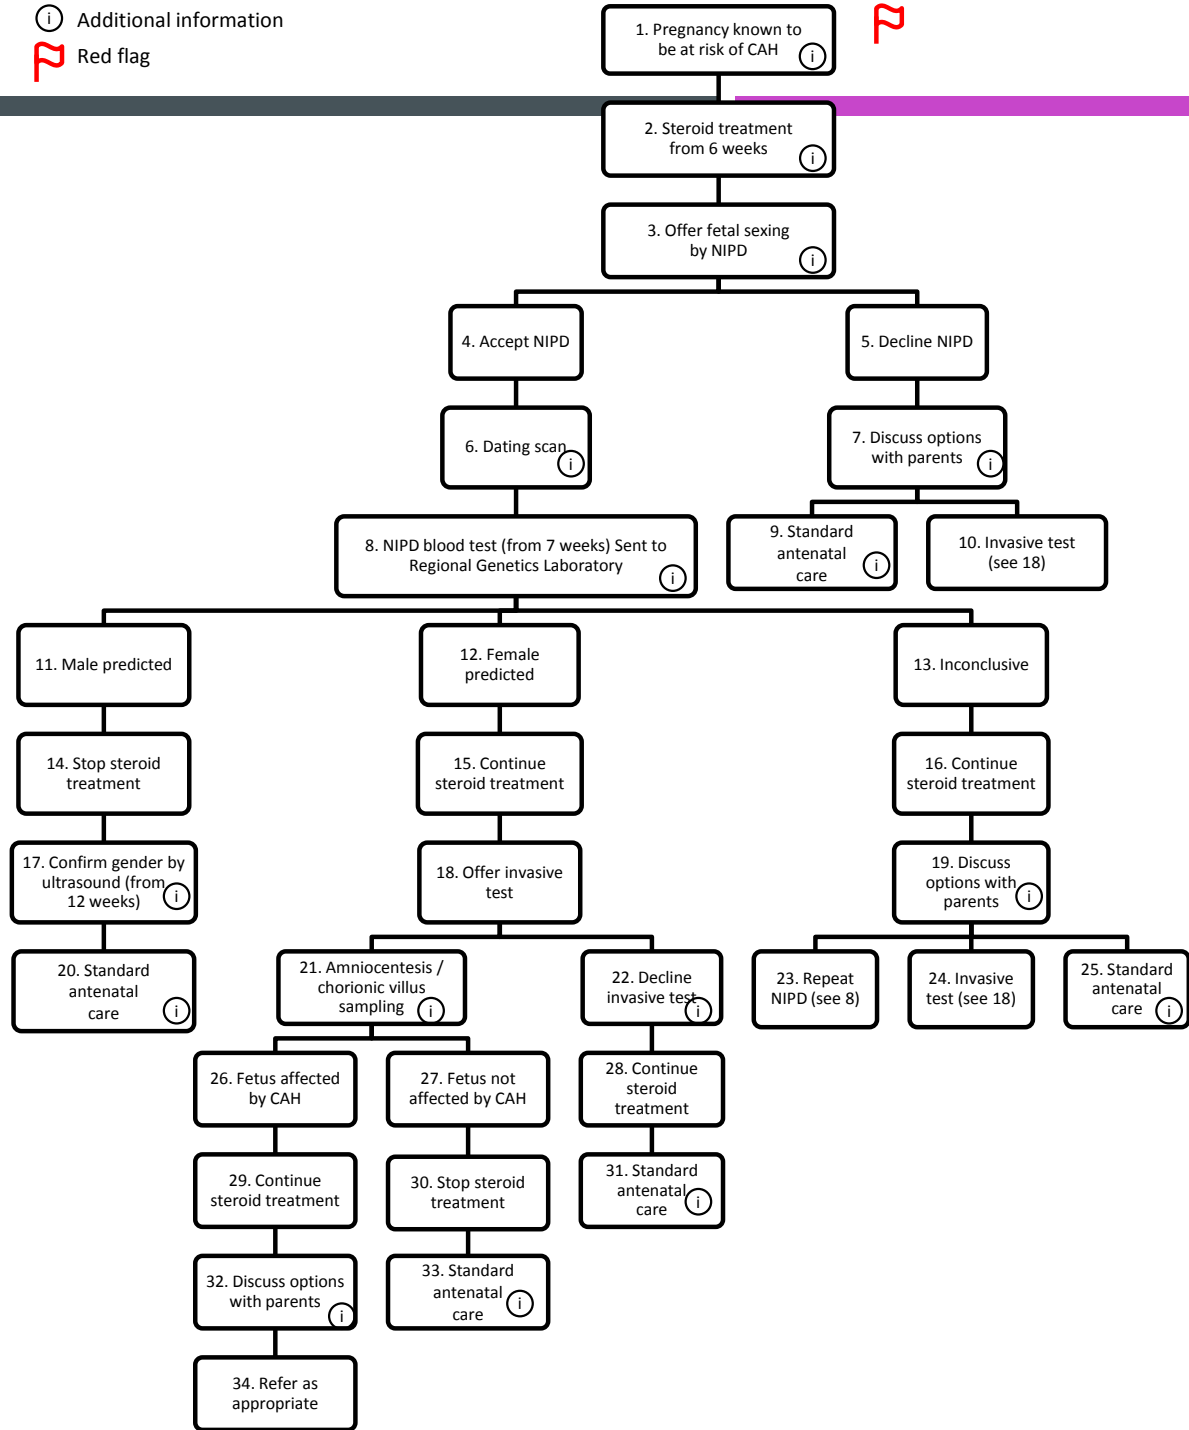 i Additional information
Red flag
1. Pregnancy known to
be at risk of CAH
i
2. Steroid treatment
from 6 weeks
i
3. Offer fetal sexing
by NIPD
i
4. Accept NIPD
5. Decline NIPD
6. Dating scan
i
7. Discuss options
with parents
i
8. NIPD blood test (from 7 weeks) Sent to
Regional Genetics Laboratory
i
9. Standard
antenatal
care
i
10. Invasive test
(see 18)
11. Male predicted
12. Female
predicted
13. Inconclusive
14. Stop steroid
treatment
15. Continue
steroid treatment
16. Continue
steroid treatment
17. Confirm gender by
ultrasound (from
12 weeks)
i
18. Offer invasive
test
19. Discuss
options with
parents
i
20. Standard
antenatal
care
i
21. Amniocentesis /
chorionic villus
sampling
i
22. Decline
invasive test
i
23. Repeat
NIPD (see 8)
24. Invasive
test (see 18)
25. Standard
antenatal
care
i
26. Fetus affected
by CAH
27. Fetus not
affected by CAH
28. Continue
steroid
treatment
29. Continue
steroid treatment
30. Stop steroid
treatment
31. Standard
antenatal
care
i
32. Discuss options
with parents
i
33. Standard
antenatal
care
i
34. Refer as
appropriate